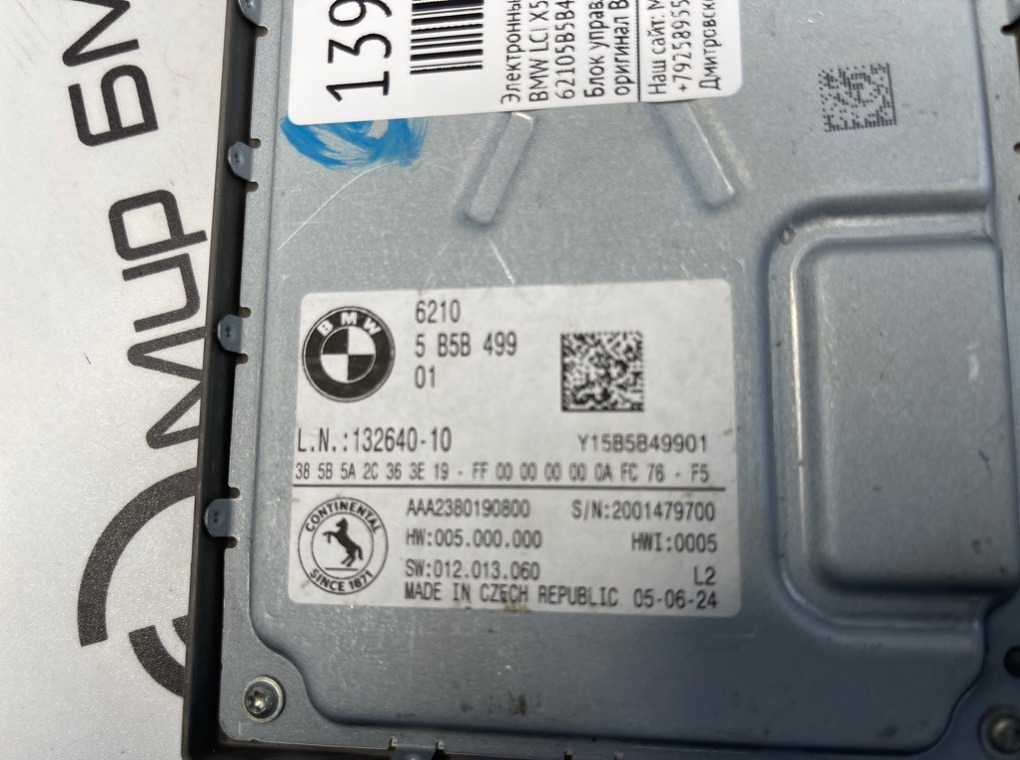 139
Электронны
BMW LCI X5
62105B5B4
Блок управ
оригинал B
Наш сайт: М
+79258955
Дмитровски
БМ
ЭМИР
BMW
6210
5 B5B 499
01
L.N.:132640-10
Y15B5B49901
38 5B 5A 2C 36 3E 19 - FF 00 00 00 00 0A FC 76 - F5
CONTINENTAL
SINCE 1871
AAA2380190800 S/N:2001479700
HW:005.000.000 HWI:0005
SW:012.013.060 L2
MADE IN CZECH REPUBLIC 05-06-24